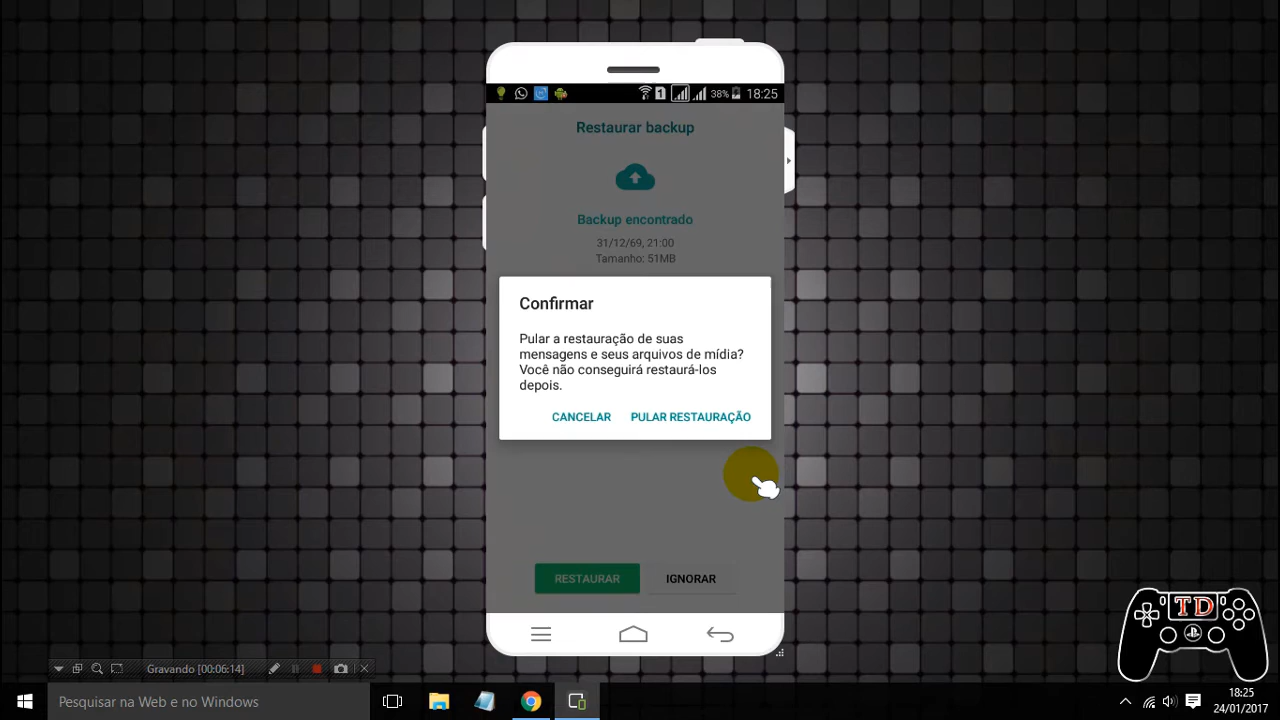 38% 18:25
Restaurar backup
Backup encontrado
31/12/69, 21:00
Tamanho: 51MB
Confirmar
Pular a restauração de suas
mensagens e seus arquivos de mídia?
Você não conseguirá restaurá-los
depois.
CANCELAR PULAR RESTAURAÇÃO
RESTAURAR IGNORAR
TD
Gravando [00:06:14]
Pesquisar na Web e no Windows
18:25
24/01/2017